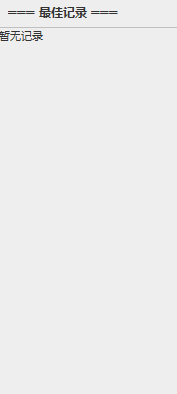 === 最佳记录 ===
暂无记录